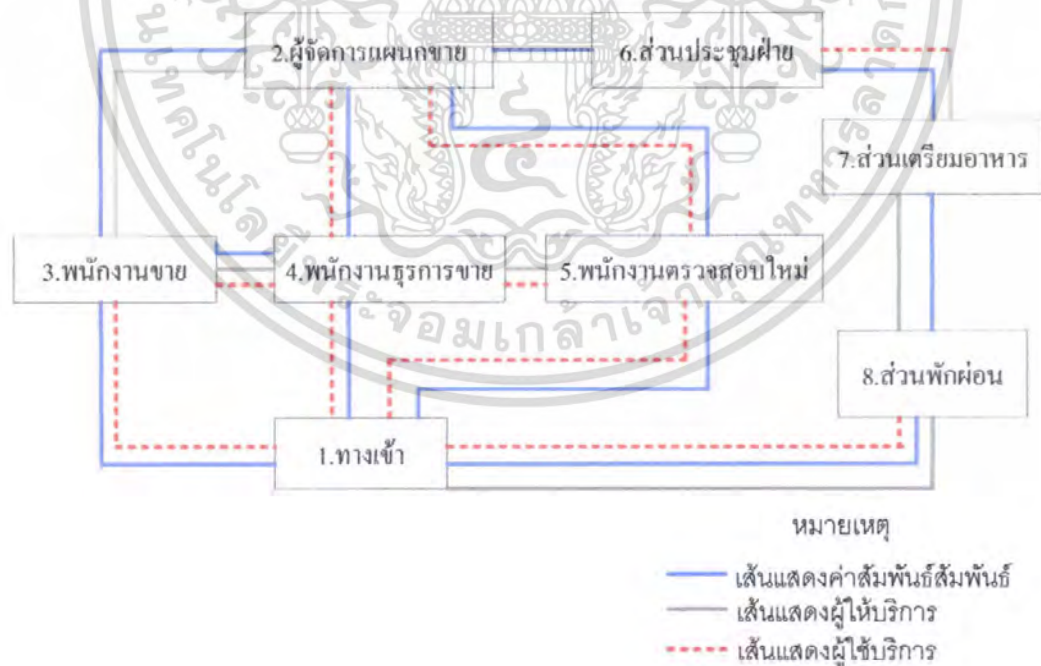 2.ผู้จัดการแผนกขาย
6.ส่วนประชุมฝ่าย
7.ส่วนเตรียมอาหาร
3.พนักงานขาย
4.พนักงานธุรการขาย
5.พนักงานตรวจสอบใหม่
8.ส่วนพักผ่อน
1.ทางเข้า
หมายเหตุ
เส้นแสดงค่าสัมพันธ์สัมพันธ์
เส้นแสดงผู้ให้บริการ
เส้นแสดงผู้ใช้บริการ